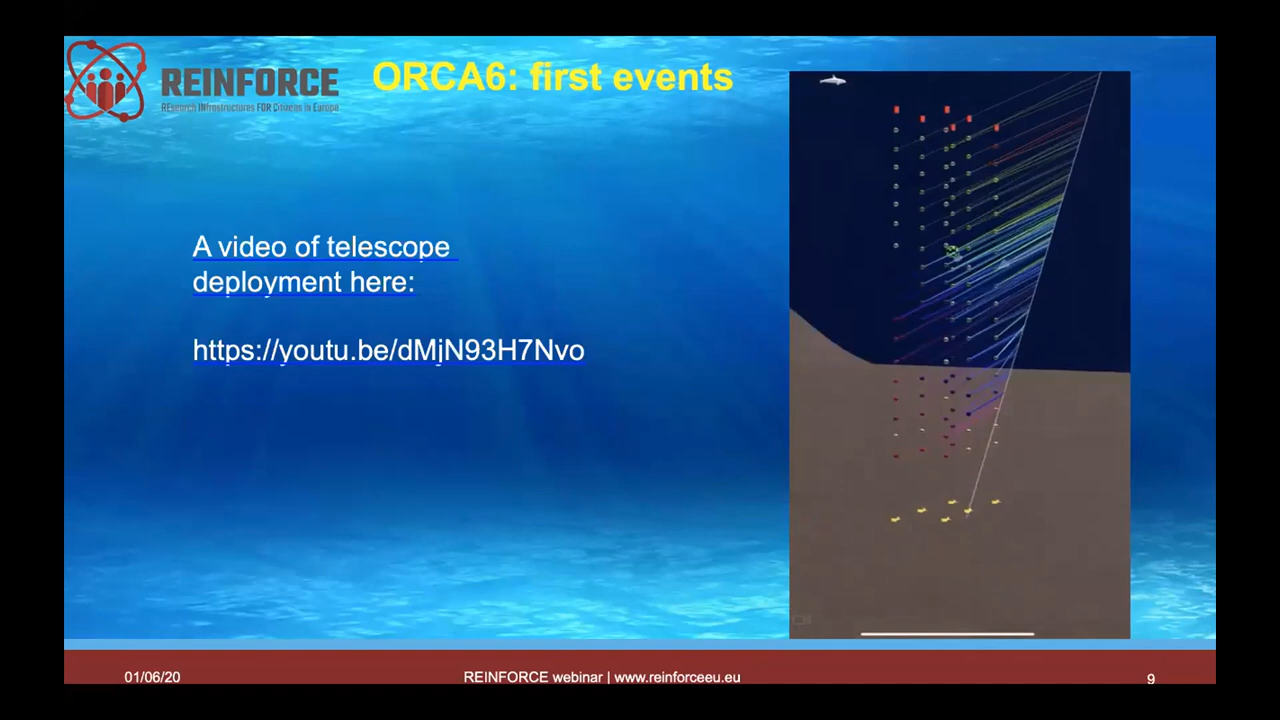 REINFORCE
REsearch INfrastructures FOR Citizens in Europe
ORCA6: first events
A video of telescope
deployment here:
https://youtu.be/dMjN93H7Nvo
01/06/20
REINFORCE webinar | www.reinforceeu.eu
9